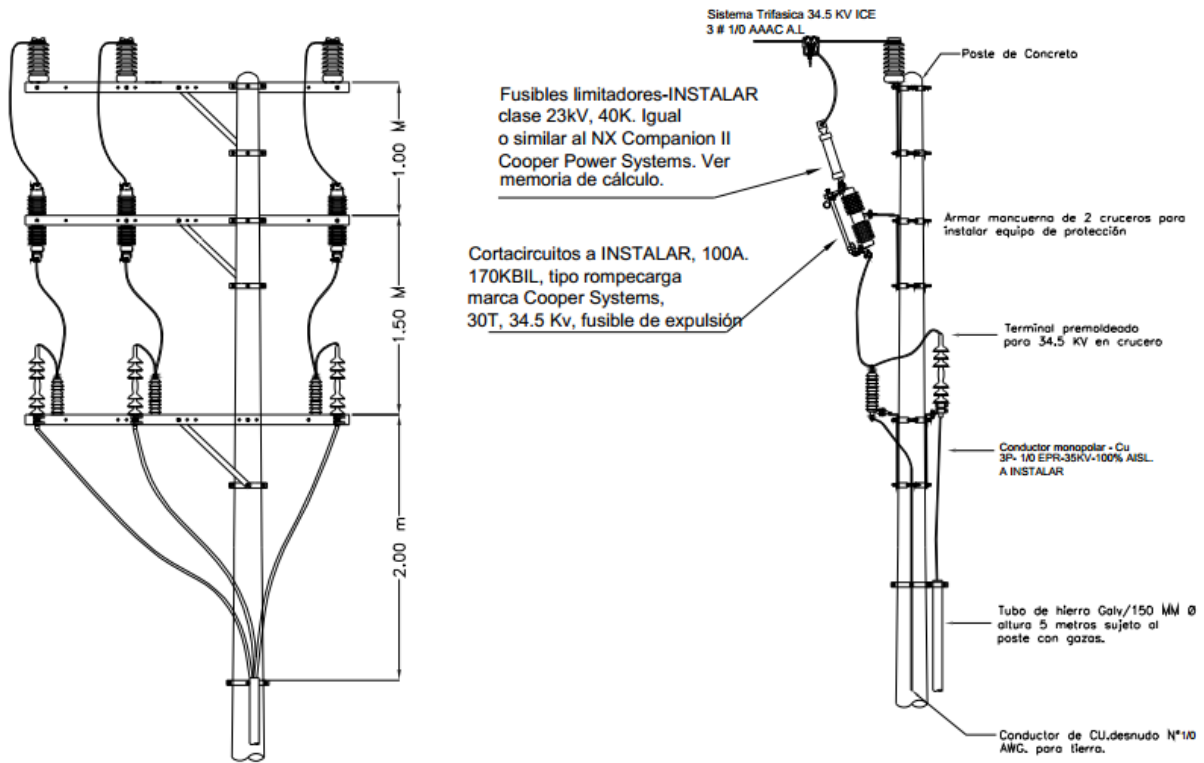 Sistema Trifasica 34.5 KV ICE
3 # 1/0 AAAC A.L
Poste de Concreto
Fusibles limitadores-INSTALAR
clase 23kV, 40K. Igual
o similar al NX Companion II
Cooper Power Systems. Ver
memoria de cálculo.
1.00 M
Armar mancuerna de 2 cruceros para
instalar equipo de protección
Cortacircuitos a INSTALAR, 100A.
170KBIL, tipo rompecarga
marca Cooper Systems,
30T, 34.5 Kv, fusible de expulsión
1.50 M
Terminal premoldeado
para 34.5 KV en crucero
Conductor monopolar - Cu
3P- 1/0 EPR-35KV-100% AISL.
A INSTALAR
2.00 m
Tubo de hierro Galv/150 MM Ø
altura 5 metros sujeto al
poste con gazas.
Conductor de CU.desnudo N°1/0
AWG. para tierra.